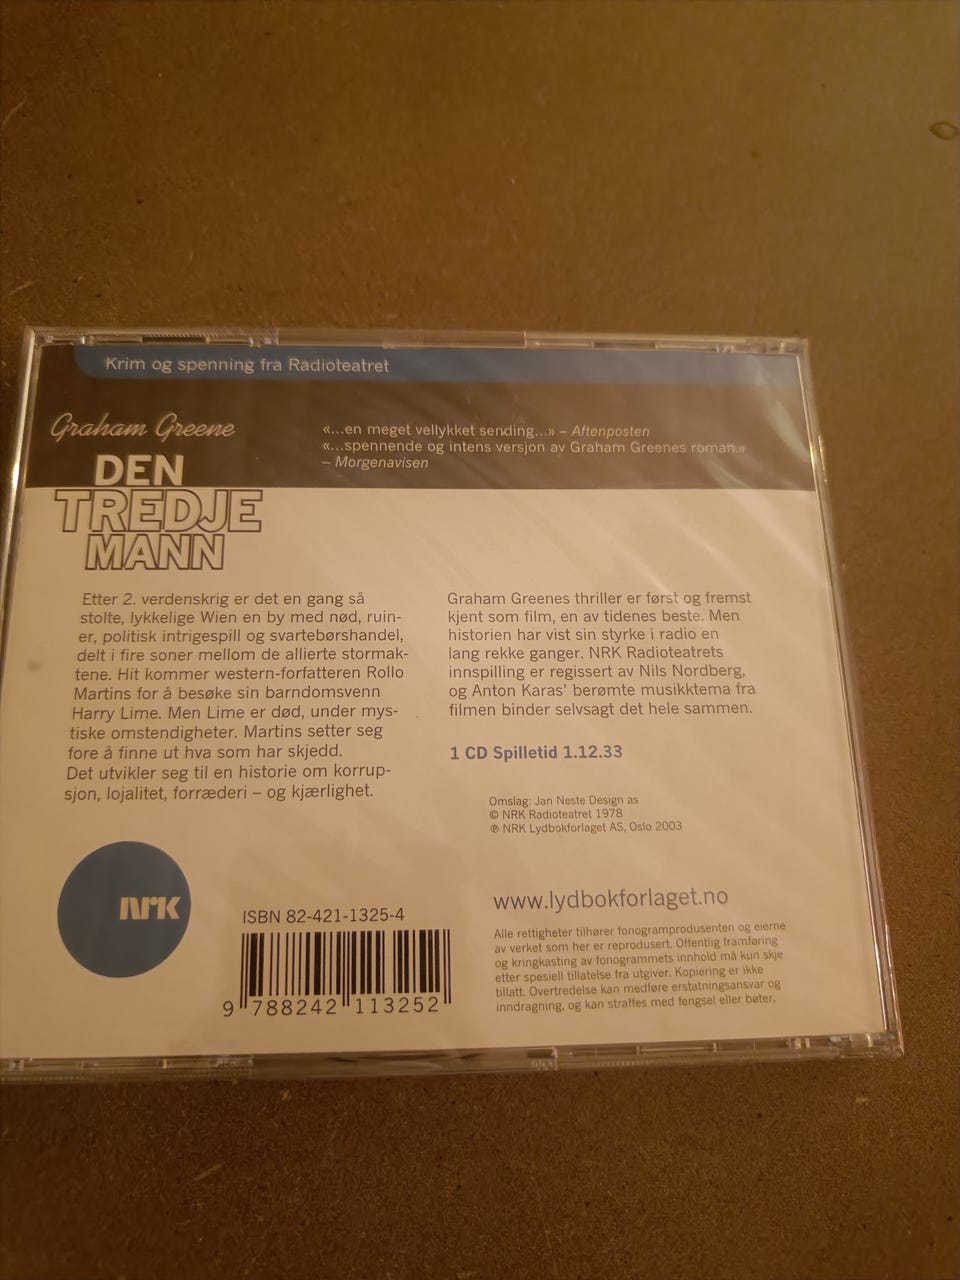 Krim og spenning fra Radioteatret
Graham Greene
DEN
TREDJE
MANN
«...en meget vellykket sending...» – Aftenposten
«...spennende og intens versjon av Graham Greenes roman.»
– Morgenavisen
Etter 2. verdenskrig er det en gang så
stolte, lykkelige Wien en by med nød, ruin-
er, politisk intrigespill og svartebørshandel,
delt i fire soner mellom de allierte stormak-
tene. Hit kommer western-forfatteren Rollo
Martins for å besøke sin barndomsvenn
Harry Lime. Men Lime er død, under mys-
tiske omstendigheter. Martins setter seg
fore å finne ut hva som har skjedd.
Det utvikler seg til en historie om korrup-
sjon, lojalitet, forræderi – og kjærlighet.
Graham Greenes thriller er først og fremst
kjent som film, en av tidenes beste. Men
historien har vist sin styrke i radio en
lang rekke ganger. NRK Radioteatrets
innspilling er regissert av Nils Nordberg,
og Anton Karas' berømte musikktema fra
filmen binder selvsagt det hele sammen.
1 CD Spilletid 1.12.33
Omslag: Jan Neste Design as
© NRK Radioteatret 1978
℗ NRK Lydbokforlaget AS, Oslo 2003
NRK
ISBN 82-421-1325-4
9 788242 113252
www.lydbokforlaget.no
Alle rettigheter tilhører fonogramprodusenten og eierne
av verket som her er reprodusert. Offentlig framføring
og kringkasting av fonogrammets innhold må kun skje
etter spesiell tillatelse fra utgiver. Kopiering er ikke
tillatt. Overtredelse kan medføre erstatningsansvar og
inndragning, og kan straffes med fengsel eller bøter.